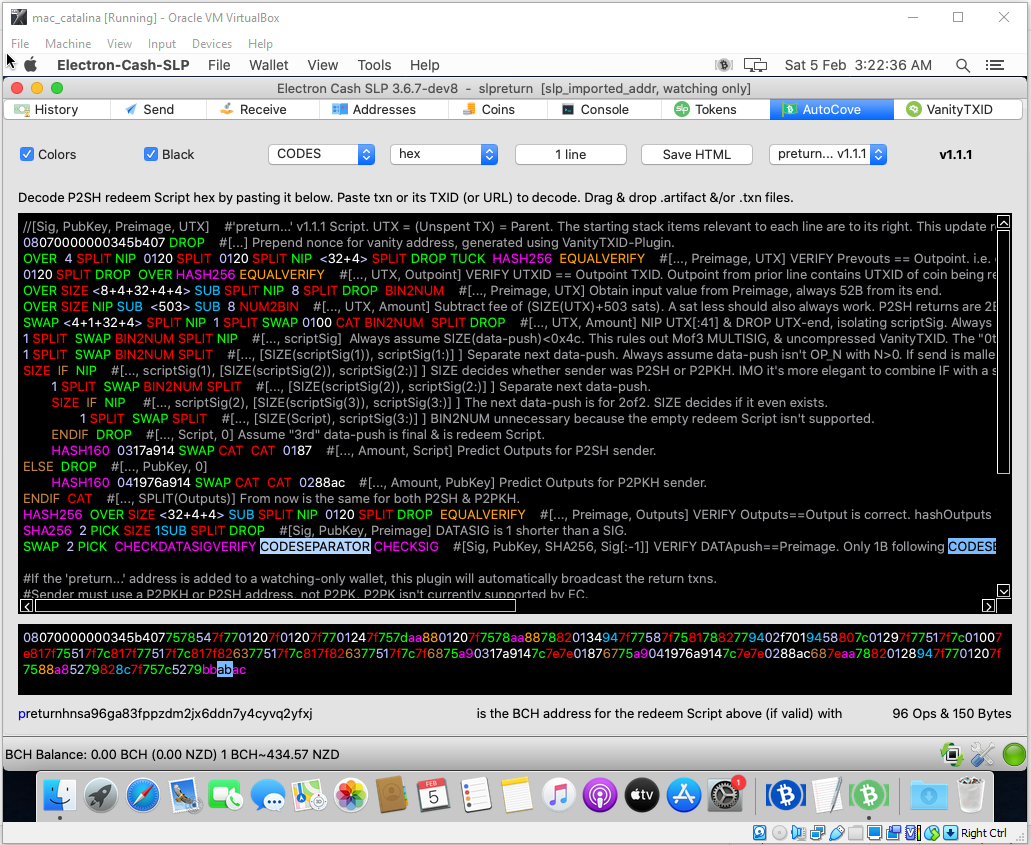 mac_catalina [Running] - Oracle VM VirtualBox
File Machine View Input Devices Help
Electron-Cash-SLP File Wallet View Tools Help Sat 5 Feb 3:22:36 AM
Electron Cash SLP 3.6.7-dev8 - slpreturn [slp_imported_addr, watching only]
History Send Receive Addresses Coins Console Tokens AutoCove VanityTXID
Colors Black CODES hex 1 line Save HTML preturn... v1.1.1 v1.1.1
Decode P2SH redeem Script hex by pasting it below. Paste txn or its TXID (or URL) to decode. Drag & drop .artifact &/or .txn files.
//[Sig, PubKey, Preimage, UTX] #'preturn...' v1.1.1 Script. UTX = (Unspent TX) = Parent. The starting stack items relevant to each line are to its right. This update r
08070000000345b407 DROP #[...] Prepend nonce for vanity address, generated using VanityTXID-Plugin.
OVER 4 SPLIT NIP 0120 SPLIT 0120 SPLIT NIP <32+4> SPLIT DROP TUCK HASH256 EQUALVERIFY #[..., Preimage, UTX] VERIFY Prevouts == Outpoint. i.e.
0120 SPLIT DROP OVER HASH256 EQUALVERIFY #[..., UTX, Outpoint] VERIFY UTXID == Outpoint TXID. Outpoint from prior line contains UTXID of coin being re
OVER SIZE <8+4+32+4+4> SUB SPLIT NIP 8 SPLIT DROP BIN2NUM #[..., Preimage, UTX] Obtain input value from Preimage, always 52B from its end.
OVER SIZE NIP SUB <503> SUB 8 NUM2BIN #[..., UTX, Amount] Subtract fee of (SIZE(UTX)+503 sats). A sat less should also always work. P2SH returns are 2B
SWAP <4+1+32+4> SPLIT NIP 1 SPLIT SWAP 0100 CAT BIN2NUM SPLIT DROP #[..., UTX, Amount] NIP UTX[:41] & DROP UTX-end, isolating scriptSig. Always
1 SPLIT SWAP BIN2NUM SPLIT NIP #[..., scriptSig] Always assume SIZE(data-push)<0x4c. This rules out Mof3 MULTISIG, & uncompressed VanityTXID. The "0t
1 SPLIT SWAP BIN2NUM SPLIT #[..., [SIZE(scriptSig(1)), scriptSig(1:)] ] Separate next data-push. Always assume data-push isn't OP_N with N>0. If send is malle
SIZE IF NIP #[..., scriptSig(1), [SIZE(scriptSig(2)), scriptSig(2:)] ] SIZE decides whether sender was P2SH or P2PKH. IMO it's more elegant to combine IF with a s
1 SPLIT SWAP BIN2NUM SPLIT #[..., [SIZE(scriptSig(2)), scriptSig(2:)] ] Separate next data-push.
SIZE IF NIP #[..., scriptSig(2), [SIZE(scriptSig(3)), scriptSig(3:)] ] The next data-push is for 2of2. SIZE decides if it even exists.
1 SPLIT SWAP SPLIT #[..., [SIZE(Script), scriptSig(3:)] ] BIN2NUM unnecessary because the empty redeem Script isn't supported.
ENDIF DROP #[..., Script, 0] Assume "3rd" data-push is final & is redeem Script.
HASH160 0317a914 SWAP CAT CAT 0187 #[..., Amount, Script] Predict Outputs for P2SH sender.
ELSE DROP #[..., PubKey, 0]
HASH160 041976a914 SWAP CAT CAT 0288ac #[..., Amount, PubKey] Predict Outputs for P2PKH sender.
ENDIF CAT #[..., SPLIT(Outputs)] From now is the same for both P2SH & P2PKH.
HASH256 OVER SIZE <32+4+4> SUB SPLIT NIP 0120 SPLIT DROP EQUALVERIFY #[..., Preimage, Outputs] VERIFY Outputs==Output is correct. hashOutputs
SHA256 2 PICK SIZE 1SUB SPLIT DROP #[Sig, PubKey, Preimage] DATASIG is 1 shorter than a SIG.
SWAP 2 PICK CHECKDATASIGVERIFY CODESEPARATOR CHECKSIG #[Sig, PubKey, SHA256, Sig[:-1]] VERIFY DATApush==Preimage. Only 1B following CODESE
#If the 'preturn...' address is added to a watching-only wallet, this plugin will automatically broadcast the return txns.
#Sender must use a P2PKH or P2SH address, not P2PK. P2PK isn't currently supported by EC.
08070000000345b4077578547f770120 7f01207f7701247f757daa8801207f7578aa8878820134947f77587f7581788277940 2f7019458807c01297f77517f7c01007
e817f75517f7c817f77517f7c817f826377517f7c817f826377517f7c7f6875a90317a9147c7e7e01876775a9041976a9147c7e7e0288ac687eaa78820128947f7701207f
7588a85279828c7f757c5279bbabac
preturnhnsa96ga83fppzdm2jx6ddn7y4cyvq2yfxj is the BCH address for the redeem Script above (if valid) with 96 Ops & 150 Bytes
BCH Balance: 0.00 BCH (0.00 NZD) 1 BCH~434.57 NZD
FEB
5
tv
1
Right Ctrl